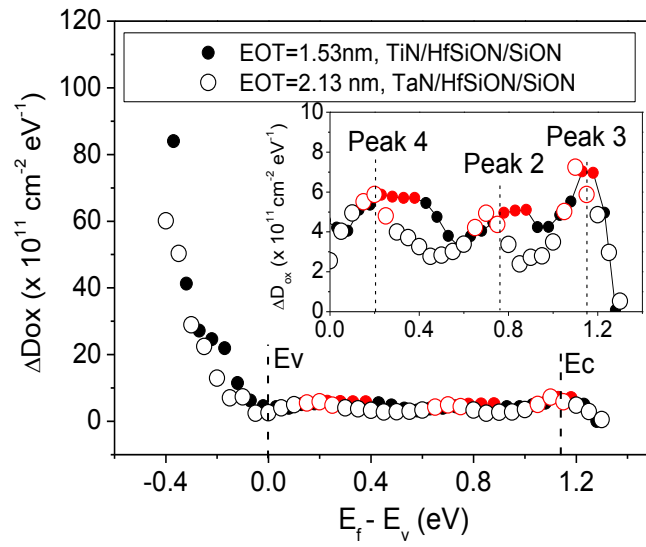 120
100
80
60
40
20
0
ΔDox (x 10¹¹ cm⁻² eV⁻¹)
EOT=1.53nm, TiN/HfSiON/SiON
EOT=2.13 nm, TaN/HfSiON/SiON
10
8
6
4
2
0
ΔD_ox (x 10¹¹ cm⁻² eV⁻¹)
Peak 4
Peak 2
Peak 3
0.0 0.4 0.8 1.2
Ev
Ec
-0.4 0.0 0.4 0.8 1.2
E_f - E_v (eV)